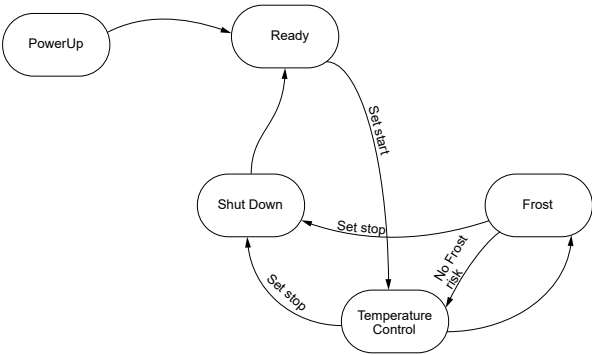 PowerUp
Ready
Set start
Shut Down
Frost
Set stop
No Frost
risk
Set stop
Temperature
Control